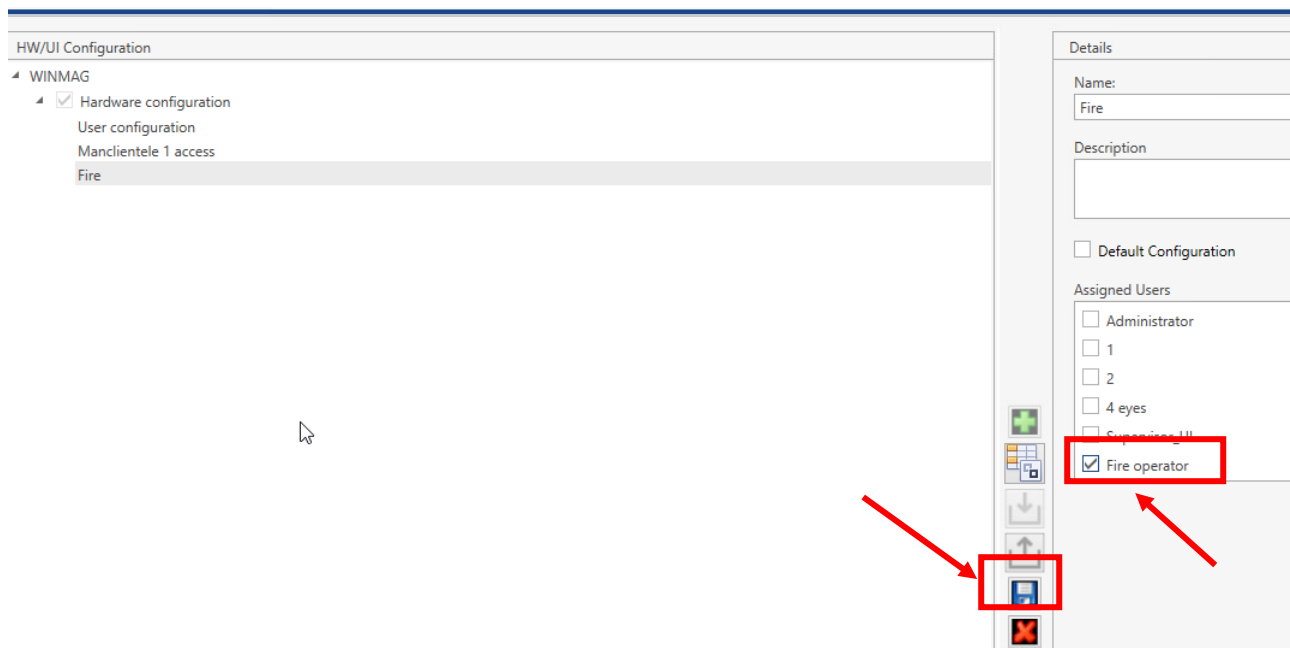 HW/UI Configuration
WINMAG
Hardware configuration
User configuration
Manclientele 1 access
Fire
Details
Name:
Fire
Description
Default Configuration
Assigned Users
Administrator
1
2
4 eyes
Fire operator